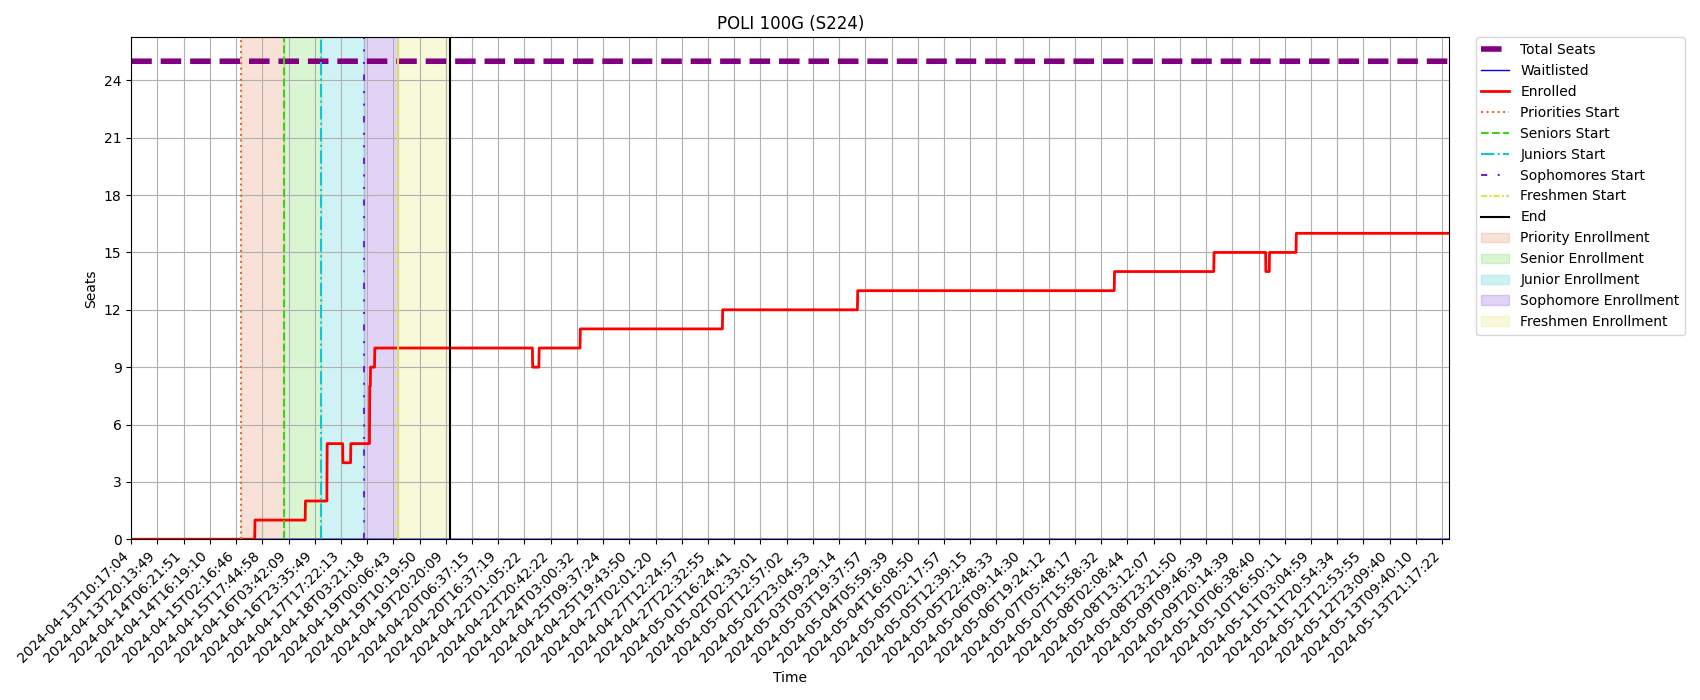 POLI 100G (S224)
Seats
24
21
18
15
12
9
6
3
0
2024-04-13T10:17:04
2024-04-13T20:13:49
2024-04-14T06:21:51
2024-04-14T16:19:10
2024-04-15T02:16:46
2024-04-15T17:44:58
2024-04-16T03:42:09
2024-04-16T23:35:49
2024-04-17T17:22:13
2024-04-18T03:21:18
2024-04-19T00:06:43
2024-04-19T10:19:50
2024-04-19T20:20:09
2024-04-20T06:37:15
2024-04-20T16:37:19
2024-04-22T01:05:22
2024-04-22T20:42:22
2024-04-24T03:00:32
2024-04-25T09:37:24
2024-04-25T19:43:50
2024-04-27T02:01:20
2024-04-27T12:24:57
2024-04-27T22:32:55
2024-05-01T16:24:41
2024-05-02T02:33:01
2024-05-02T12:57:02
2024-05-02T23:04:53
2024-05-03T09:29:14
2024-05-03T19:37:57
2024-05-04T05:59:39
2024-05-04T16:08:50
2024-05-05T02:17:57
2024-05-05T12:39:15
2024-05-05T22:48:33
2024-05-06T09:14:30
2024-05-06T19:24:12
2024-05-07T05:48:17
2024-05-07T15:58:32
2024-05-08T02:08:44
2024-05-08T13:12:07
2024-05-08T23:21:50
2024-05-09T09:46:39
2024-05-09T20:14:39
2024-05-10T06:38:40
2024-05-10T16:50:11
2024-05-11T03:04:59
2024-05-11T20:54:34
2024-05-12T12:53:55
2024-05-12T23:09:40
2024-05-13T09:40:10
2024-05-13T21:17:22
Time
Total Seats
Waitlisted
Enrolled
Priorities Start
Seniors Start
Juniors Start
Sophomores Start
Freshmen Start
End
Priority Enrollment
Senior Enrollment
Junior Enrollment
Sophomore Enrollment
Freshmen Enrollment